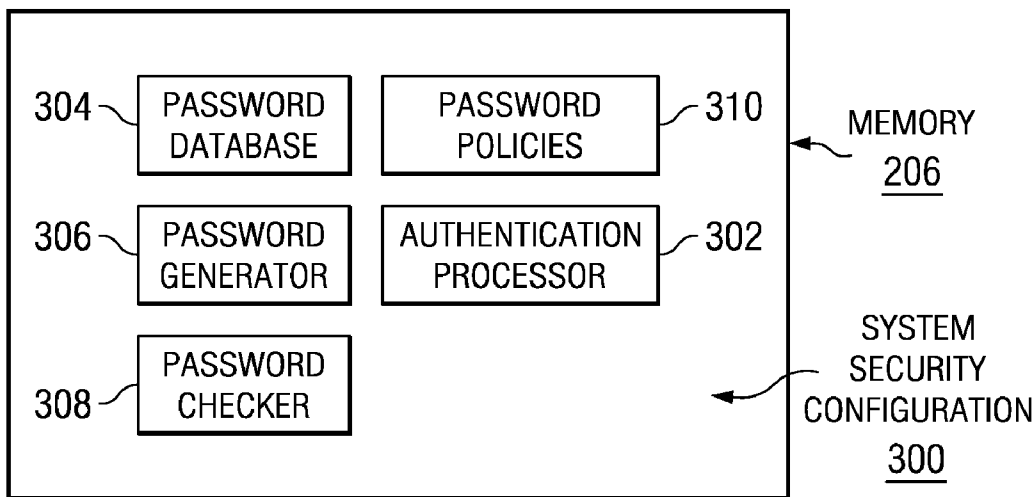 304
PASSWORD
DATABASE
PASSWORD
POLICIES
310
MEMORY
206
306
PASSWORD
GENERATOR
AUTHENTICATION
PROCESSOR
302
308
PASSWORD
CHECKER
SYSTEM
SECURITY
CONFIGURATION
300